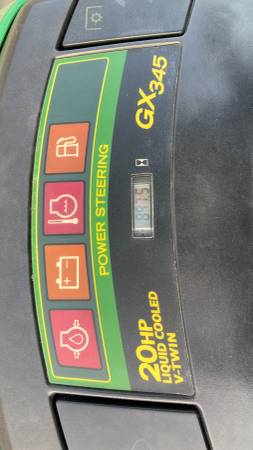 POWER STEERING
20HP
LIQUID COOLED
V-TWIN
GX345